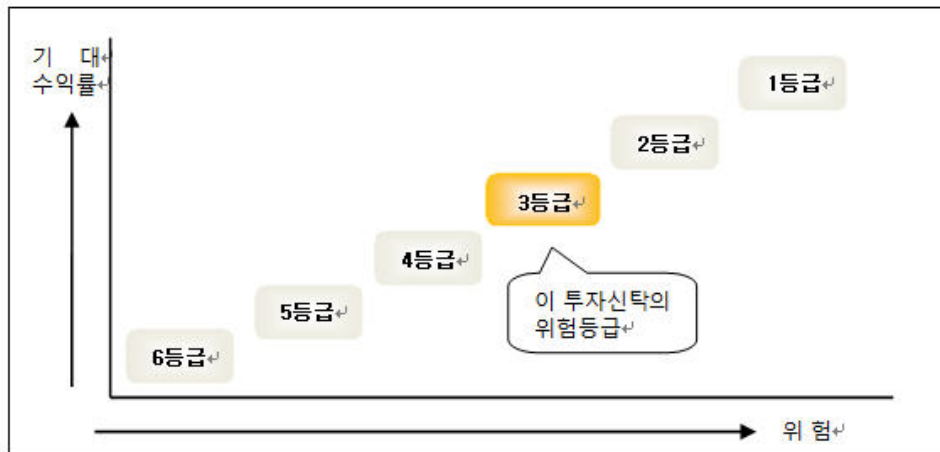 기 대↵
수익률↵
1등급↵
2등급↵
3등급↵
4등급↵
이 투자신탁의
위험등급↵
5등급↵
6등급↵
위 험↵